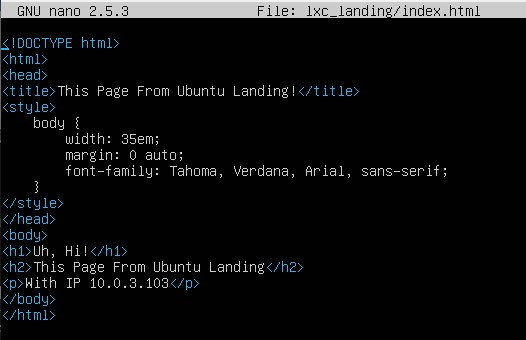 GNU nano 2.5.3 File: lxc_landing/index.html
<!DOCTYPE html>
<html>
<head>
<title>This Page From Ubuntu Landing!</title>
<style>
    body {
        width: 35em;
        margin: 0 auto;
        font-family: Tahoma, Verdana, Arial, sans-serif;
    }
</style>
</head>
<body>
<h1>Uh, Hi!</h1>
<h2>This Page From Ubuntu Landing</h2>
<p>With IP 10.0.3.103</p>
</body>
</html>